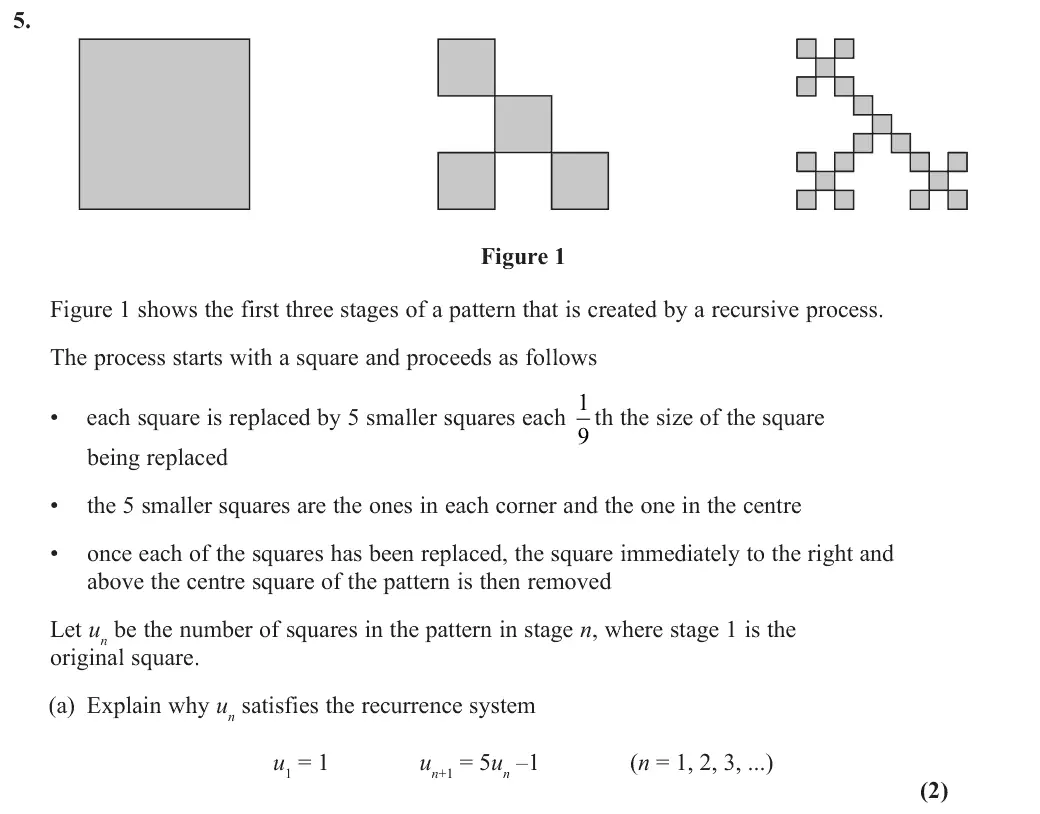 5.
Figure 1
Figure 1 shows the first three stages of a pattern that is created by a recursive process.
The process starts with a square and proceeds as follows
• each square is replaced by 5 smaller squares each 1/9 th the size of the square
being replaced
• the 5 smaller squares are the ones in each corner and the one in the centre
• once each of the squares has been replaced, the square immediately to the right and
above the centre square of the pattern is then removed
Let uₙ be the number of squares in the pattern in stage n, where stage 1 is the
original square.
(a) Explain why uₙ satisfies the recurrence system
u₁ = 1 uₙ₊₁ = 5uₙ –1 (n = 1, 2, 3, ...)
(2)